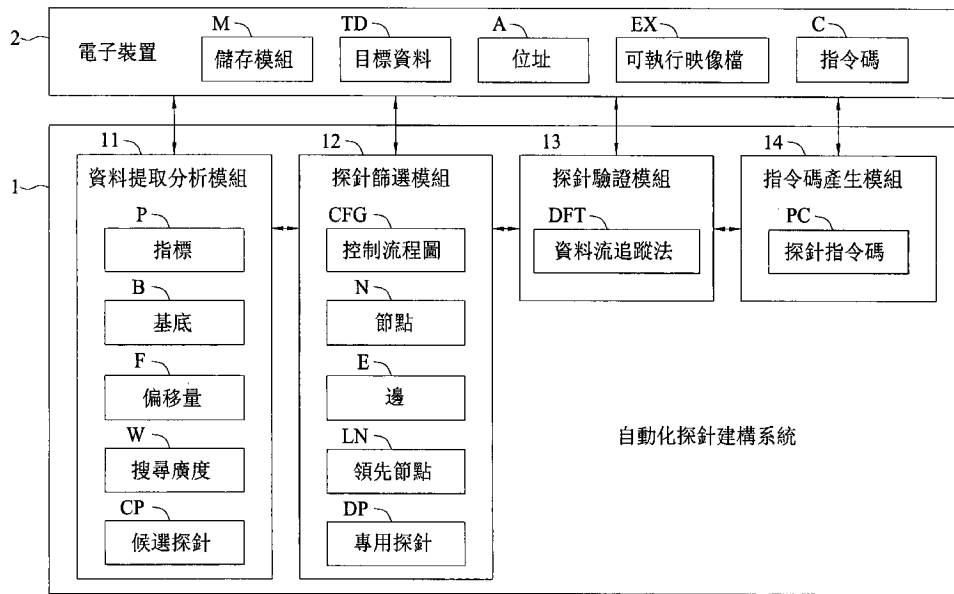 2
電子裝置
M
儲存模組
TD
目標資料
A
位址
EX
可執行映像檔
C
指令碼
1
11
資料提取分析模組
P
指標
B
基底
F
偏移量
W
搜尋廣度
CP
候選探針
12
探針篩選模組
CFG
控制流程圖
N
節點
E
邊
LN
領先節點
DP
專用探針
13
探針驗證模組
DFT
資料流追蹤法
14
指令碼產生模組
PC
探針指令碼
自動化探針建構系統